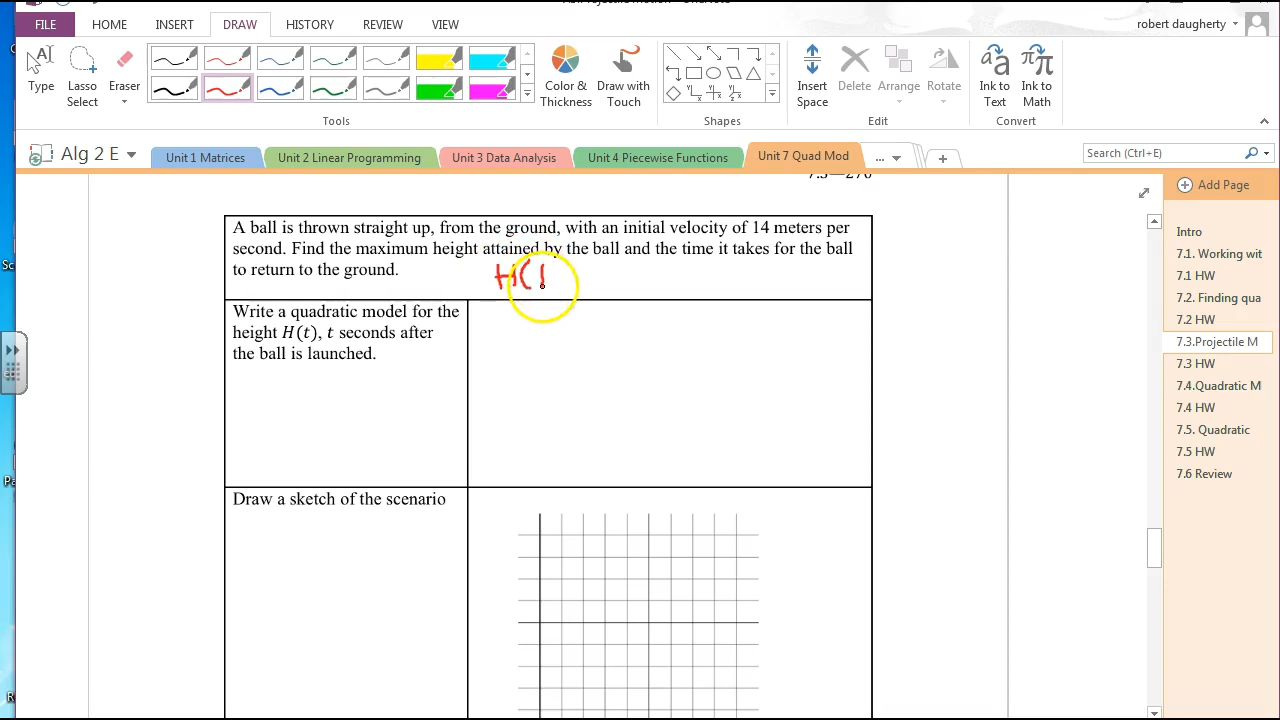 FILE HOME INSERT DRAW HISTORY REVIEW VIEW robert daugherty
Type Lasso Select Eraser Color & Thickness Draw with Touch Insert Space Delete Arrange Rotate Ink to Text Ink to Math
Tools Shapes Edit Convert
Alg 2 E Unit 1 Matrices Unit 2 Linear Programming Unit 3 Data Analysis Unit 4 Piecewise Functions Unit 7 Quad Mod ... Search (Ctrl+E)
Add Page
A ball is thrown straight up, from the ground, with an initial velocity of 14 meters per
second. Find the maximum height attained by the ball and the time it takes for the ball
to return to the ground.
H(
Write a quadratic model for the
height H(t), t seconds after
the ball is launched.
Draw a sketch of the scenario
Intro
7.1. Working wit
7.1 HW
7.2. Finding qua
7.2 HW
7.3.Projectile M
7.3 HW
7.4.Quadratic M
7.4 HW
7.5. Quadratic
7.5 HW
7.6 Review